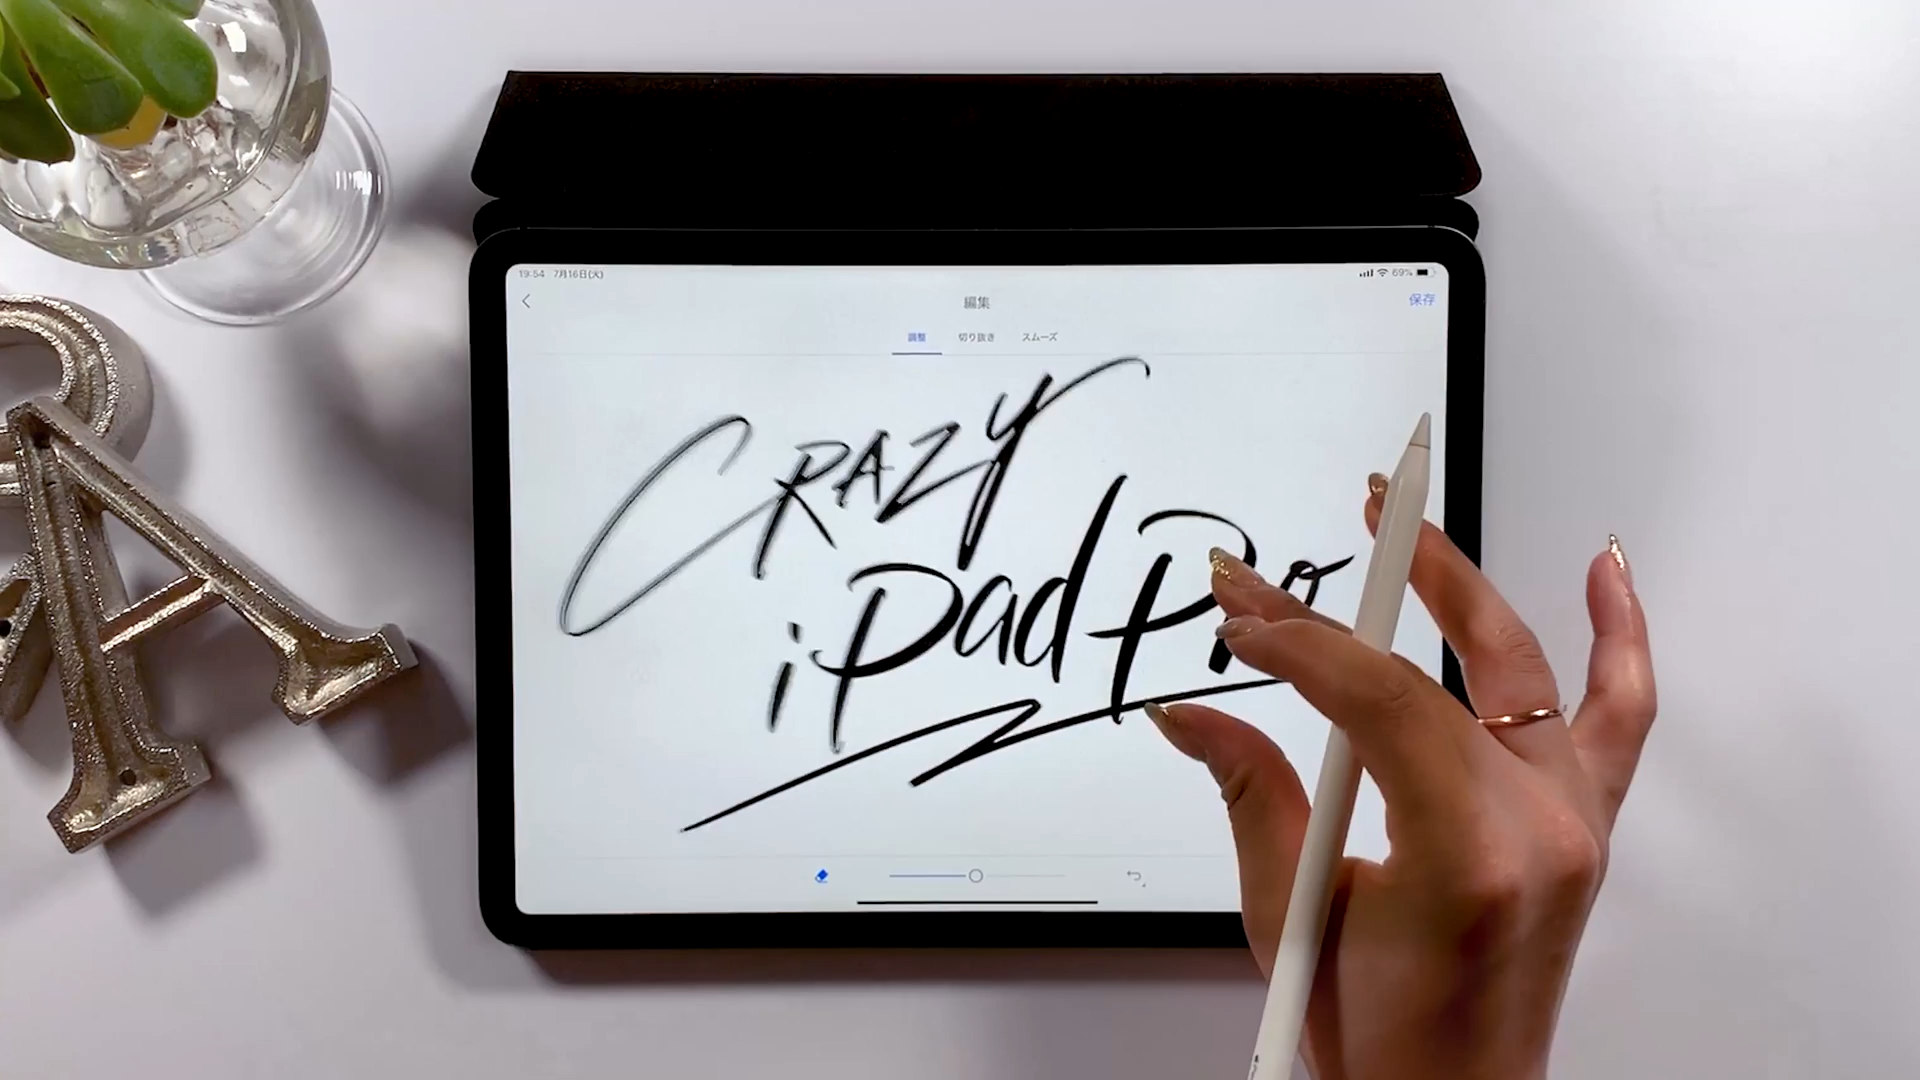 19:54 7月16日(火)
69%
編集
保存
調整 切り抜き スムーズ
CRAZY
iPad Pro